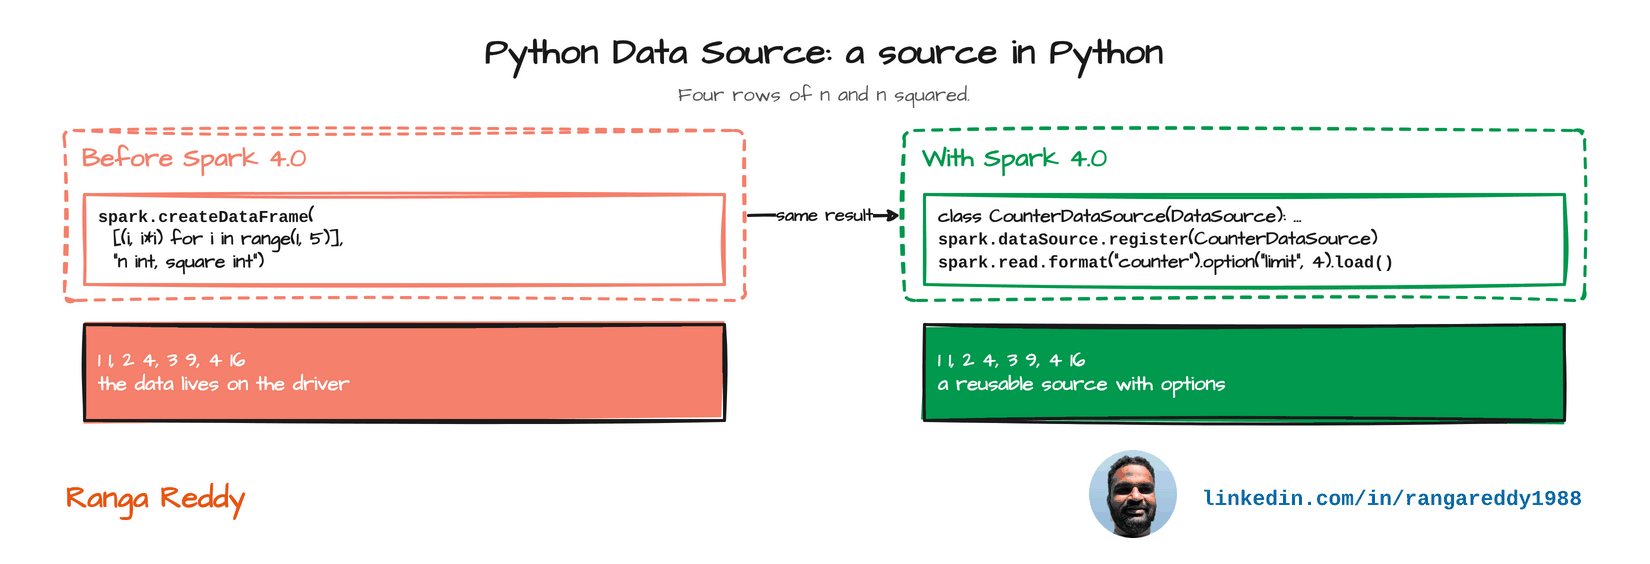 Python Data Source: a source in Python
Four rows of n and n squared.
Before Spark 4.0
spark.createDataFrame(
[(i, i*i) for i in range(1, 5)],
"n int, square int")
same result
With Spark 4.0
class CounterDataSource(DataSource): ...
spark.dataSource.register(CounterDataSource)
spark.read.format("counter").option("limit", 4).load()
1 1, 2 4, 3 9, 4 16
the data lives on the driver
1 1, 2 4, 3 9, 4 16
a reusable source with options
Ranga Reddy
linkedin.com/in/rangareddy1988